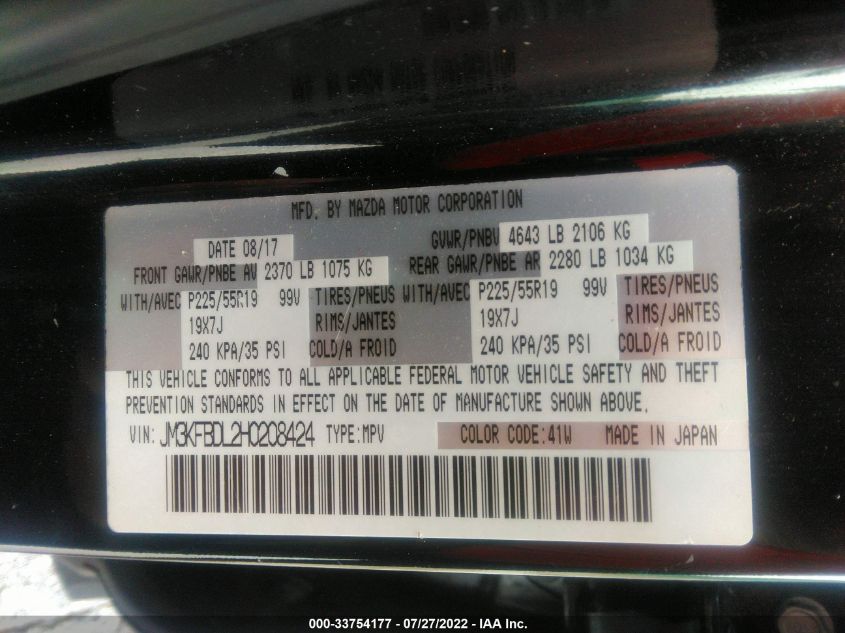 MFD. BY MAZDA MOTOR CORPORATION
DATE 08/17 GVWR/PNBV 4643 LB 2106 KG
FRONT GAWR/PNBE AV 2370 LB 1075 KG REAR GAWR/PNBE AR 2280 LB 1034 KG
WITH/AVEC P225/55R19 99V TIRES/PNEUS WITH/AVEC P225/55R19 99V TIRES/PNEUS
19X7J RIMS/JANTES 19X7J RIMS/JANTES
240 KPA/35 PSI COLD/A FROID 240 KPA/35 PSI COLD/A FROID
THIS VEHICLE CONFORMS TO ALL APPLICABLE FEDERAL MOTOR VEHICLE SAFETY AND THEFT
PREVENTION STANDARDS IN EFFECT ON THE DATE OF MANUFACTURE SHOWN ABOVE.
VIN: JM3KFBDL2H0208424 TYPE:MPV COLOR CODE:41W MADE IN JAPAN
000-33754177 - 07/27/2022 - IAA Inc.